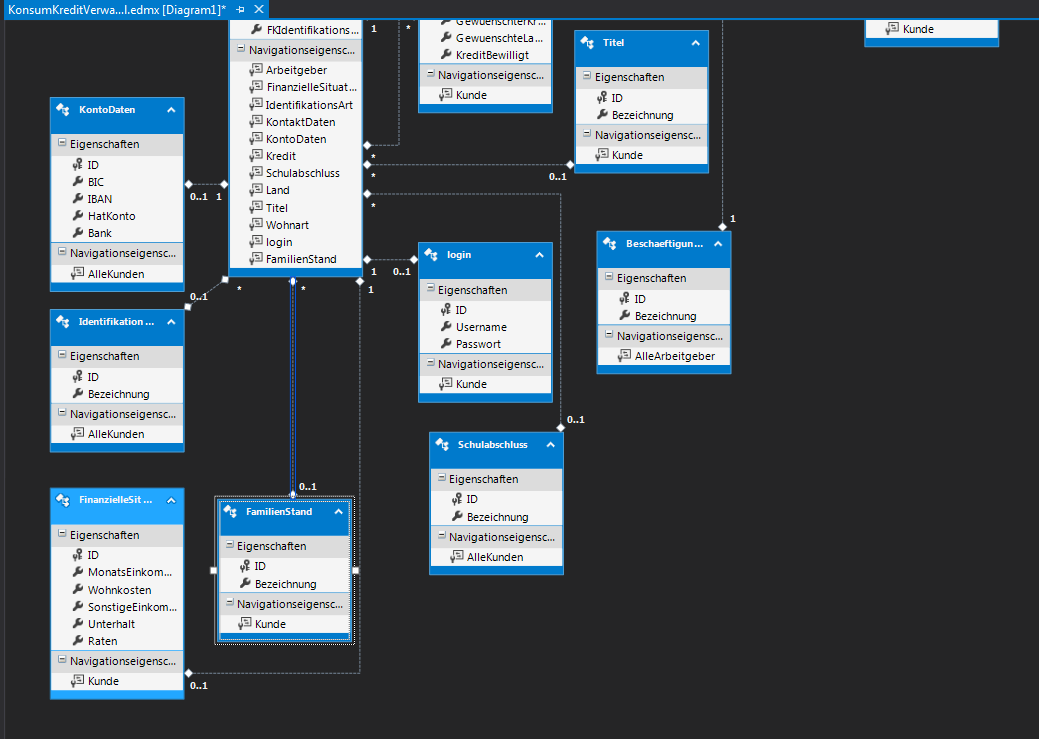 KonsumKreditVerwa...l.edmx [Diagram1]*
FKIdentifikations...
Navigationseigensc...
Arbeitgeber
FinanzielleSituat...
IdentifikationsArt
KontaktDaten
KontoDaten
Kredit
Schulabschluss
Land
Titel
Wohnart
login
FamilienStand
1
*
GewuenschterKr...
GewuenschteLa...
KreditBewilligt
Navigationseigensc...
Kunde
Titel
Eigenschaften
ID
Bezeichnung
Navigationseigensc...
Kunde
Kunde
KontoDaten
Eigenschaften
ID
BIC
IBAN
HatKonto
Bank
Navigationseigensc...
AlleKunden
0..1
1
*
*
0..1
*
1
0..1
1
login
Eigenschaften
ID
Username
Passwort
Navigationseigensc...
Kunde
Beschaeftigun...
Eigenschaften
ID
Bezeichnung
Navigationseigensc...
AlleArbeitgeber
0..1
*
*
1
Identifikation ...
Eigenschaften
ID
Bezeichnung
Navigationseigensc...
AlleKunden
0..1
Schulabschluss
Eigenschaften
ID
Bezeichnung
Navigationseigensc...
AlleKunden
FinanzielleSit ...
Eigenschaften
ID
MonatsEinkom...
Wohnkosten
SonstigeEinkom...
Unterhalt
Raten
Navigationseigensc...
Kunde
0..1
FamilienStand
Eigenschaften
ID
Bezeichnung
Navigationseigensc...
Kunde
0..1